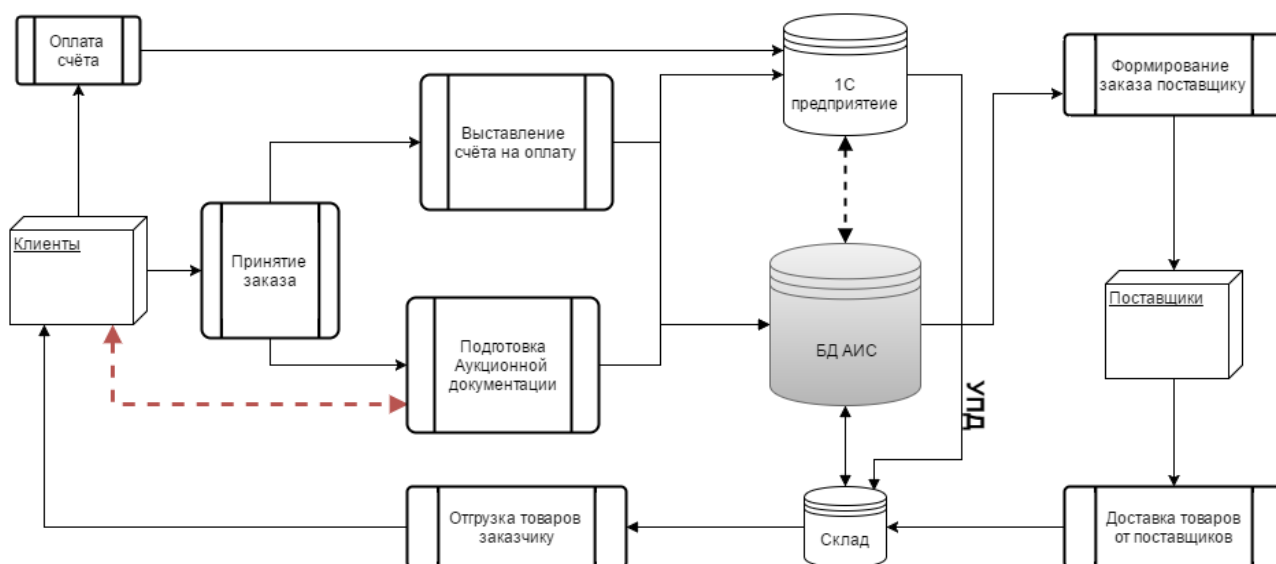 Оплата
счёта
1С
предприятеие
Формирование
заказа поставщику
Выставление
счёта на оплату
Клиенты
Принятие
заказа
Поставщики
Подготовка
Аукционной
документации
БД АИС
УПД
Отгрузка товаров
заказчику
Склад
Доставка товаров
от поставщиков